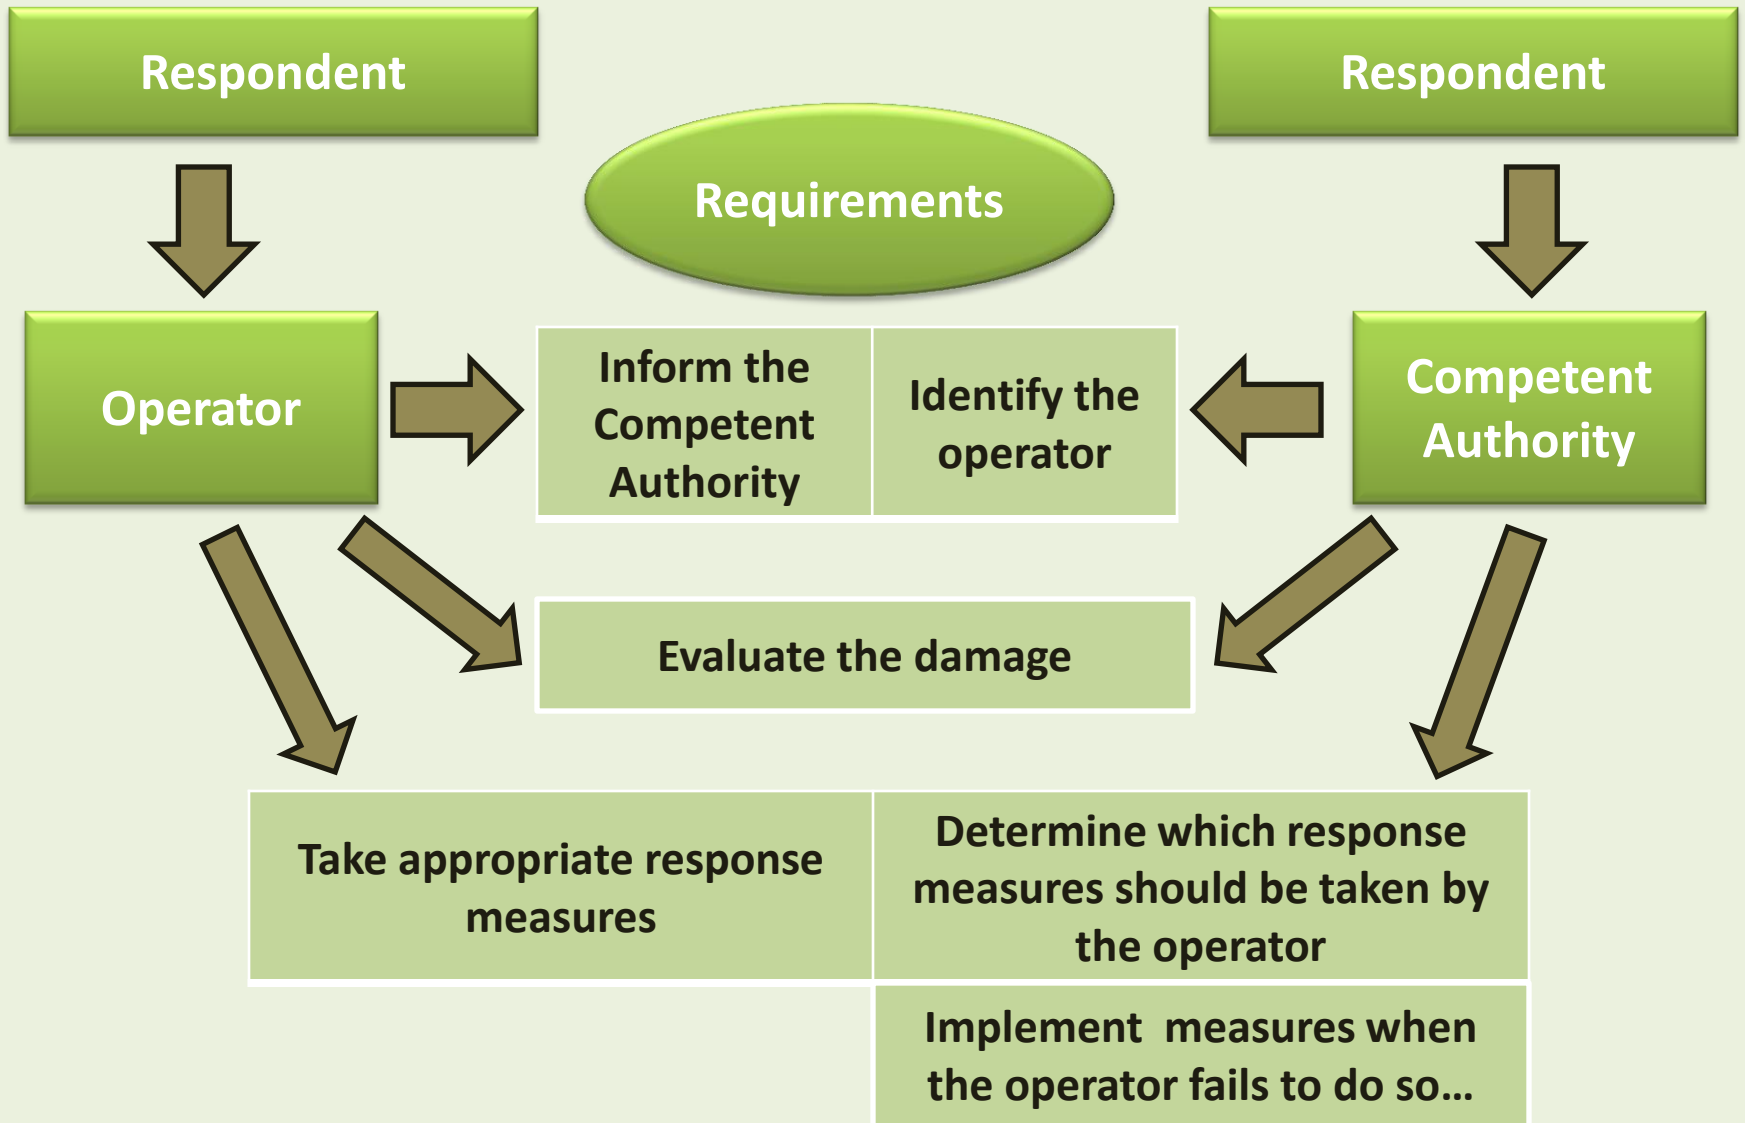 Respondent
Respondent
Requirements
Operator
Inform the
Competent
Authority
Identify the
operator
Competent
Authority
Evaluate the damage
Take appropriate response
measures
Determine which response
measures should be taken by
the operator
Implement  measures when
the operator fails to do so...